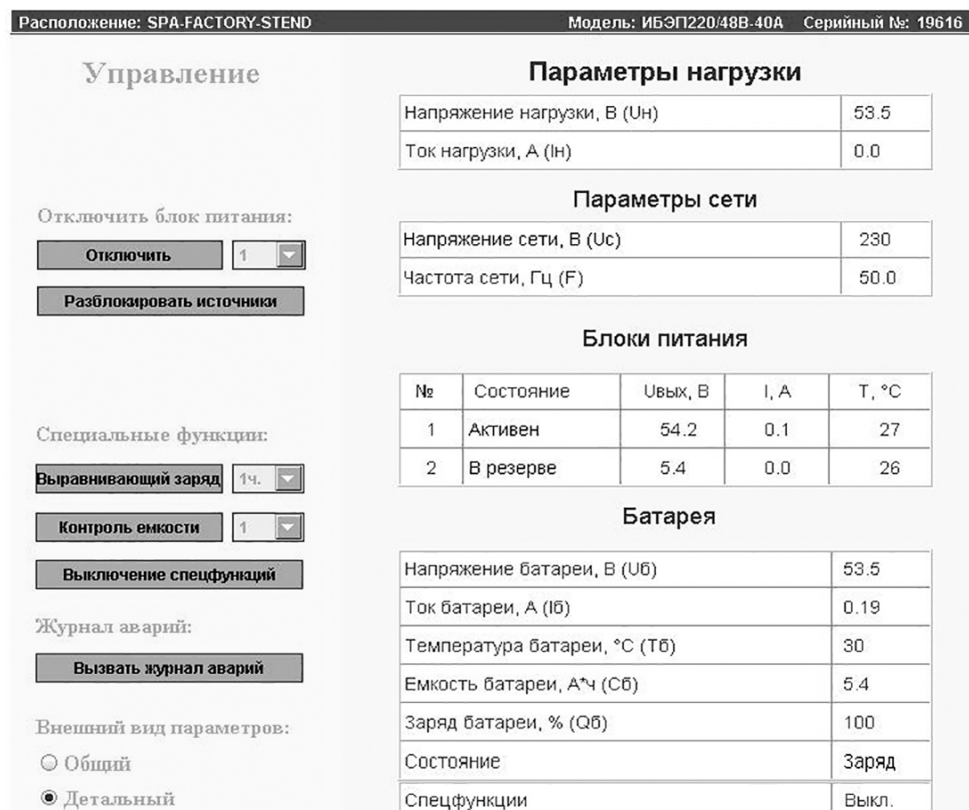 Расположение: SPA-FACTORY-STEND Модель: ИБЭП220/48В-40А Серийный №: 19616
Управление
Отключить блок питания:
Отключить 1
Разблокировать источники
Специальные функции:
Выравнивающий заряд 1ч.
Контроль емкости 1
Выключение спецфункций
Журнал аварий:
Вызвать журнал аварий
Внешний вид параметров:
Общий
Детальный
Параметры нагрузки
Напряжение нагрузки, В (Uн) 53.5
Ток нагрузки, А (Iн) 0.0
Параметры сети
Напряжение сети, В (Uc) 230
Частота сети, Гц (F) 50.0
Блоки питания
№ Состояние Uвых, В I, А T, °C
1 Активен 54.2 0.1 27
2 В резерве 5.4 0.0 26
Батарея
Напряжение батареи, В (Uб) 53.5
Ток батареи, А (Iб) 0.19
Температура батареи, °C (Тб) 30
Емкость батареи, А*ч (Сб) 5.4
Заряд батареи, % (Qб) 100
Состояние Заряд
Спецфункции Выкл.